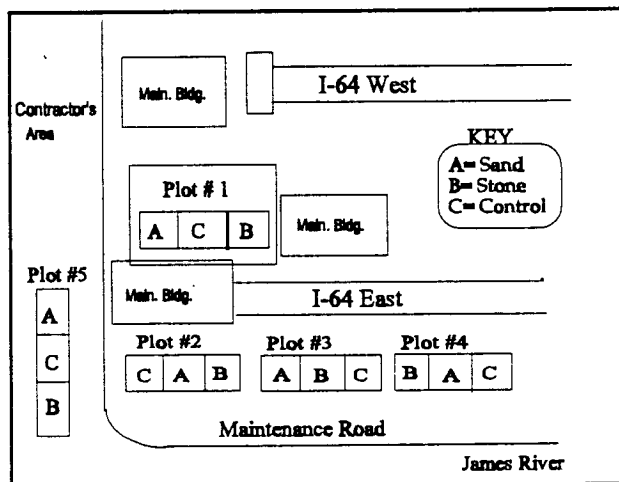 Main. Bldg.
I-64 West
Contractor's
Area
KEY
A= Sand
B= Stone
C= Control
Plot # 1
A C B
Main. Bldg.
Plot #5
A
C
B
Main. Bldg.
I-64 East
Plot #2
C A B
Plot #3
A B C
Plot #4
B A C
Maintenance Road
James River